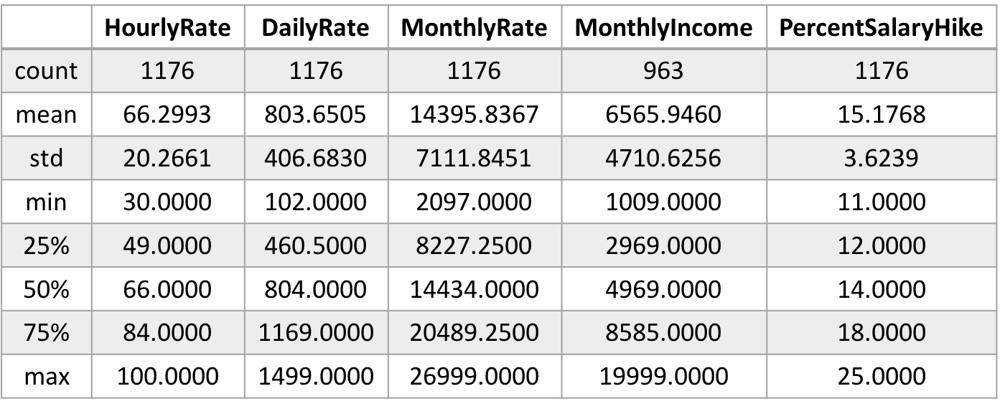 HourlyRate DailyRate MonthlyRate MonthlyIncome PercentSalaryHike
count 1176 1176 1176 963 1176
mean 66.2993 803.6505 14395.8367 6565.9460 15.1768
std 20.2661 406.6830 7111.8451 4710.6256 3.6239
min 30.0000 102.0000 2097.0000 1009.0000 11.0000
25% 49.0000 460.5000 8227.2500 2969.0000 12.0000
50% 66.0000 804.0000 14434.0000 4969.0000 14.0000
75% 84.0000 1169.0000 20489.2500 8585.0000 18.0000
max 100.0000 1499.0000 26999.0000 19999.0000 25.0000